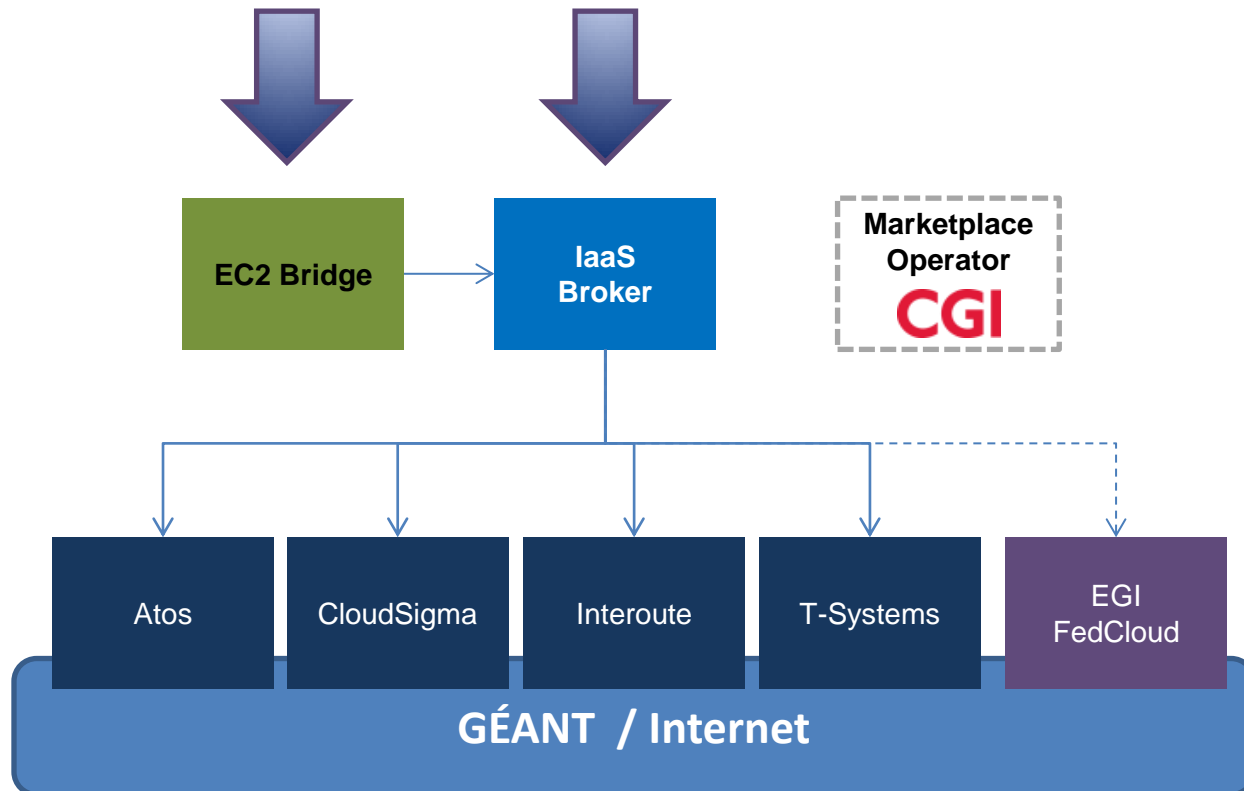 EC2 Bridge
IaaS
Broker
Marketplace
Operator
CGI
Atos
CloudSigma
Interoute
T-Systems
EGI
FedCloud
GÉANT / Internet